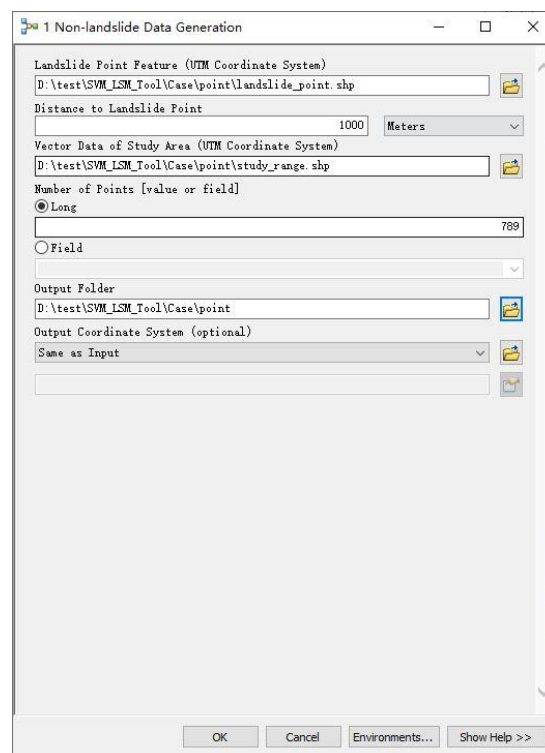 1 Non-landslide Data Generation
Landslide Point Feature (UTM Coordinate System)
D:\test\SVM_LSM_Tool\Case\point\landslide_point.shp
Distance to Landslide Point
1000 Meters
Vector Data of Study Area (UTM Coordinate System)
D:\test\SVM_LSM_Tool\Case\point\study_range.shp
Number of Points [value or field]
Long
789
Field
Output Folder
D:\test\SVM_LSM_Tool\Case\point
Output Coordinate System (optional)
Same as Input
OK Cancel Environments... Show Help >>